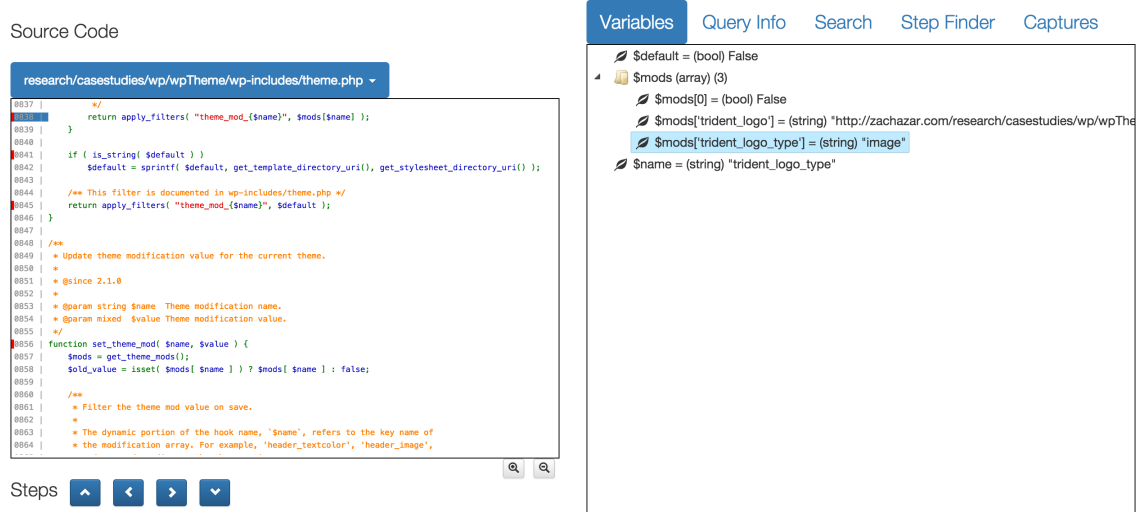 Source Code
research/casestudies/wp/wpTheme/wp-includes/theme.php
0837 | */
0838 | return apply_filters( "theme_mod_{$name}", $mods[$name] );
0839 | }
0840 |
0841 | if ( is_string( $default ) )
0842 | $default = sprintf( $default, get_template_directory_uri(), get_stylesheet_directory_uri() );
0843 |
0844 | /** This filter is documented in wp-includes/theme.php */
0845 | return apply_filters( "theme_mod_{$name}", $default );
0846 | }
0847 |
0848 | /**
0849 | * Update theme modification value for the current theme.
0850 | *
0851 | * @since 2.1.0
0852 | *
0853 | * @param string $name Theme modification name.
0854 | * @param mixed $value Theme modification value.
0855 | */
0856 | function set_theme_mod( $name, $value ) {
0857 | $mods = get_theme_mods();
0858 | $old_value = isset( $mods[ $name ] ) ? $mods[ $name ] : false;
0859 |
0860 | /**
0861 | * Filter the theme mod value on save.
0862 | *
0863 | * The dynamic portion of the hook name, `$name`, refers to the key name of
0864 | * the modification array. For example, 'header_textcolor', 'header_image',
Steps
Variables Query Info Search Step Finder Captures
$default = (bool) False
$mods (array) (3)
$mods[0] = (bool) False
$mods['trident_logo'] = (string) "http://zachazar.com/research/casestudies/wp/wpThe
$mods['trident_logo_type'] = (string) "image"
$name = (string) "trident_logo_type"